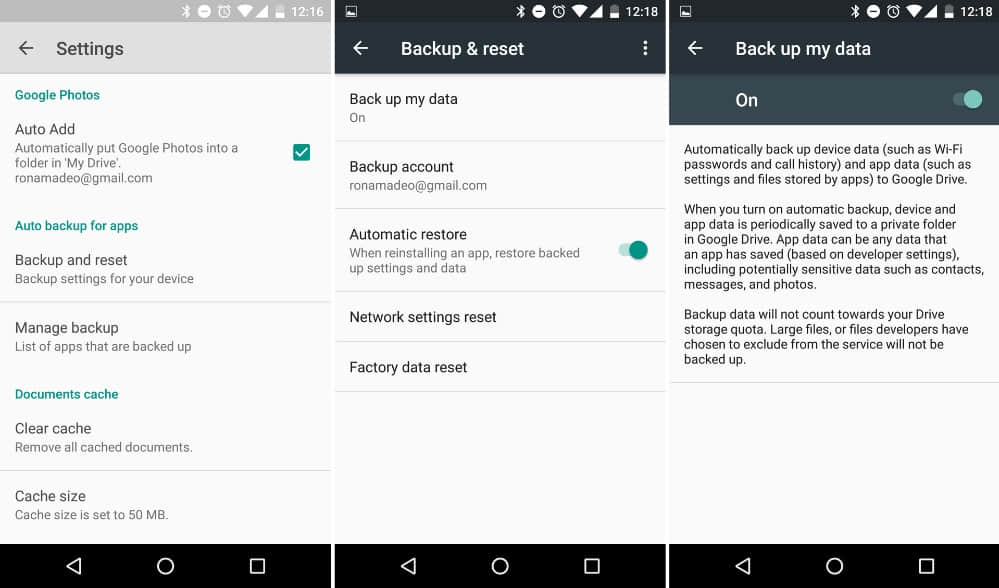 12:16
Settings
Google Photos
Auto Add
Automatically put Google Photos into a
folder in 'My Drive'.
ronamadeo@gmail.com
Auto backup for apps
Backup and reset
Backup settings for your device
Manage backup
List of apps that are backed up
Documents cache
Clear cache
Remove all cached documents.
Cache size
Cache size is set to 50 MB.
12:18
Backup & reset
Back up my data
On
Backup account
ronamadeo@gmail.com
Automatic restore
When reinstalling an app, restore backed
up settings and data
Network settings reset
Factory data reset
12:18
Back up my data
On
Automatically back up device data (such as Wi-Fi
passwords and call history) and app data (such as
settings and files stored by apps) to Google Drive.
When you turn on automatic backup, device and
app data is periodically saved to a private folder
in Google Drive. App data can be any data that
an app has saved (based on developer settings),
including potentially sensitive data such as contacts,
messages, and photos.
Backup data will not count towards your Drive
storage quota. Large files, or files developers have
chosen to exclude from the service will not be
backed up.